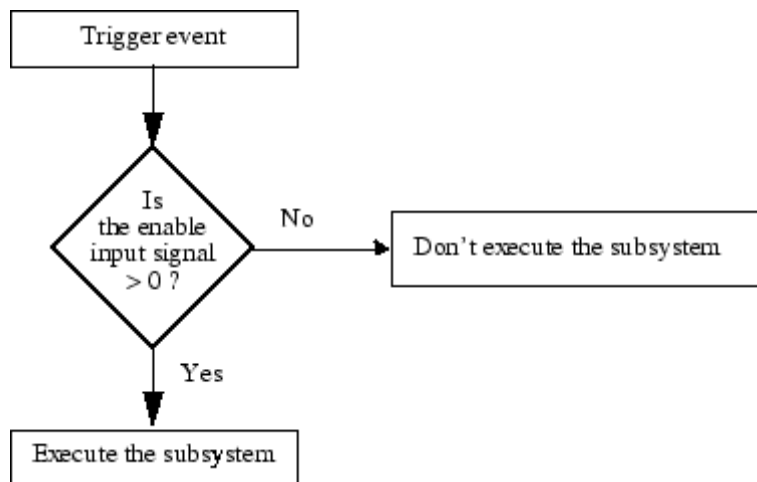 Trigger event
Is
the enable
input signal
> 0 ?
No
Don't execute the subsystem
Yes
Execute the subsystem